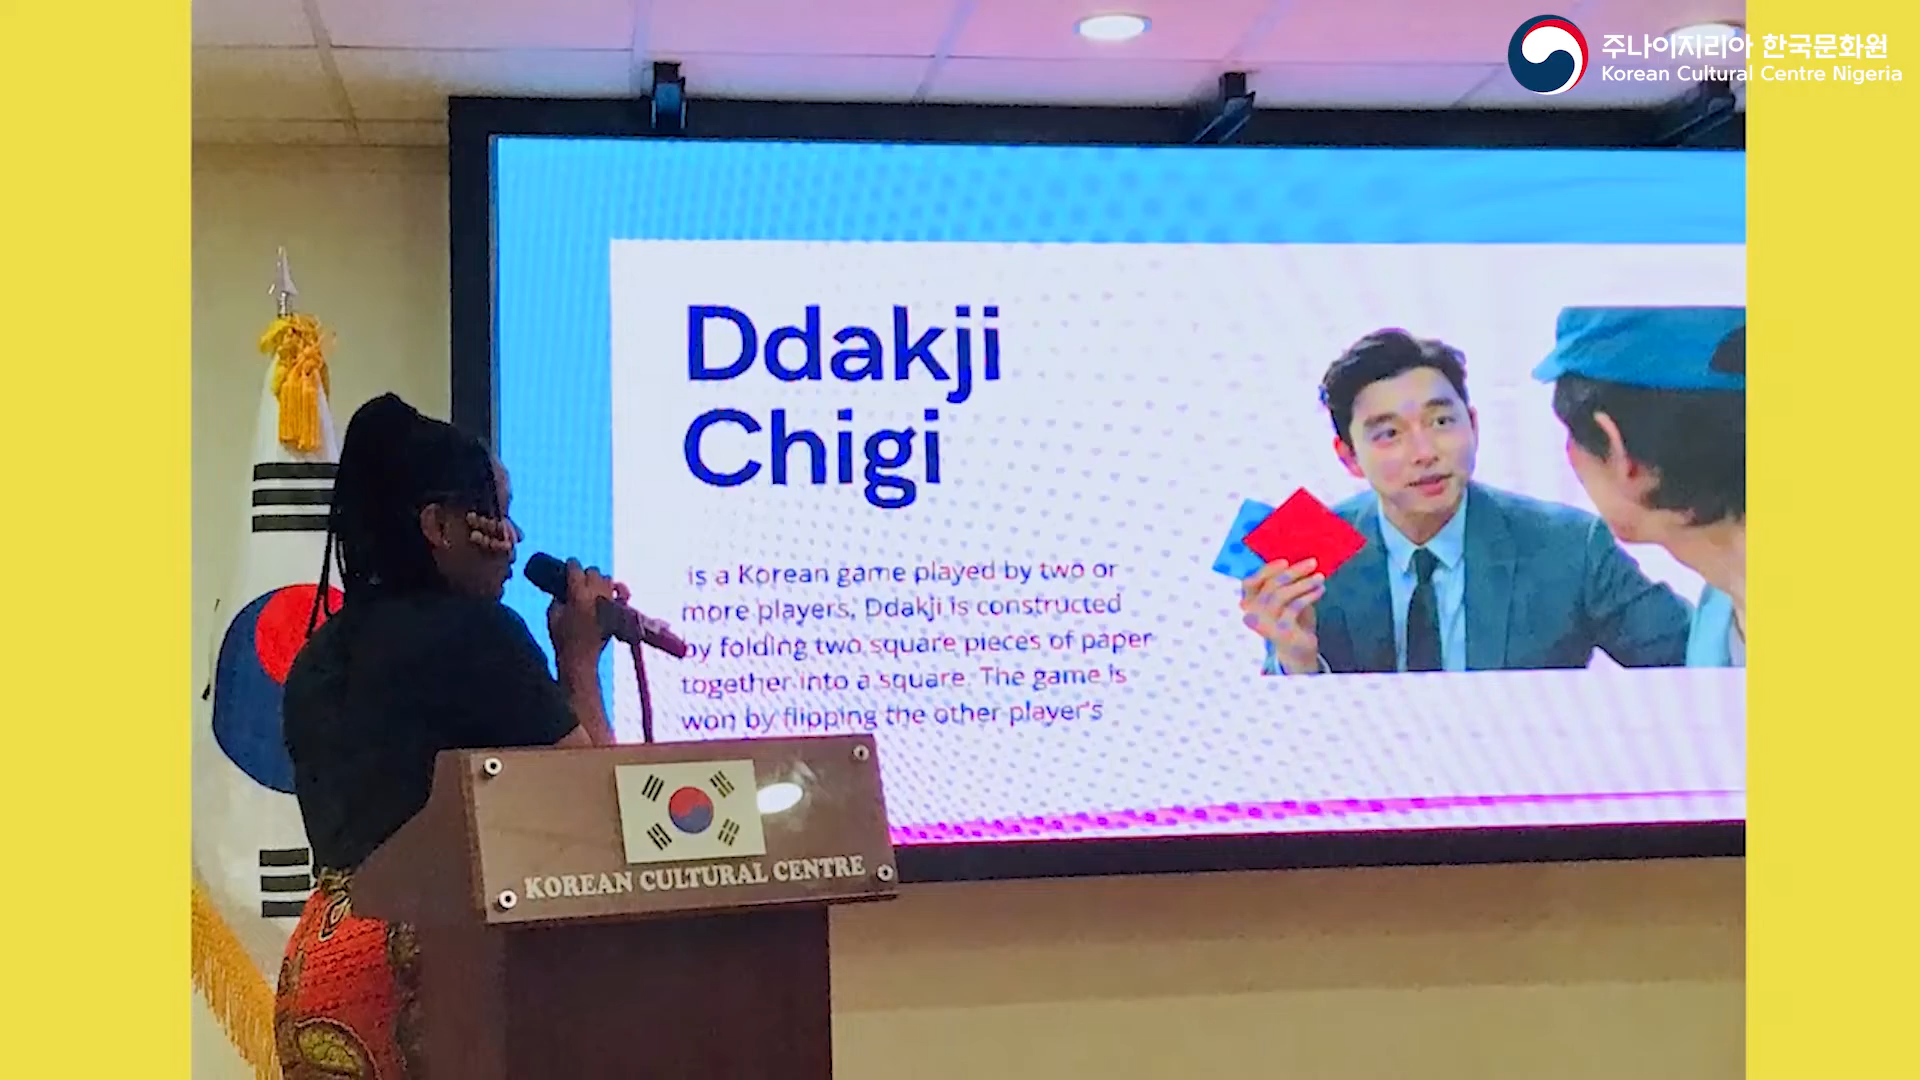 주나이지리아 한국문화원
Korean Cultural Centre Nigeria
Ddakji
Chigi
is a Korean game played by two or
more players, Ddakji is constructed
by folding two square pieces of paper
together into a square. The game is
won by flipping the other player's
KOREAN CULTURAL CENTRE